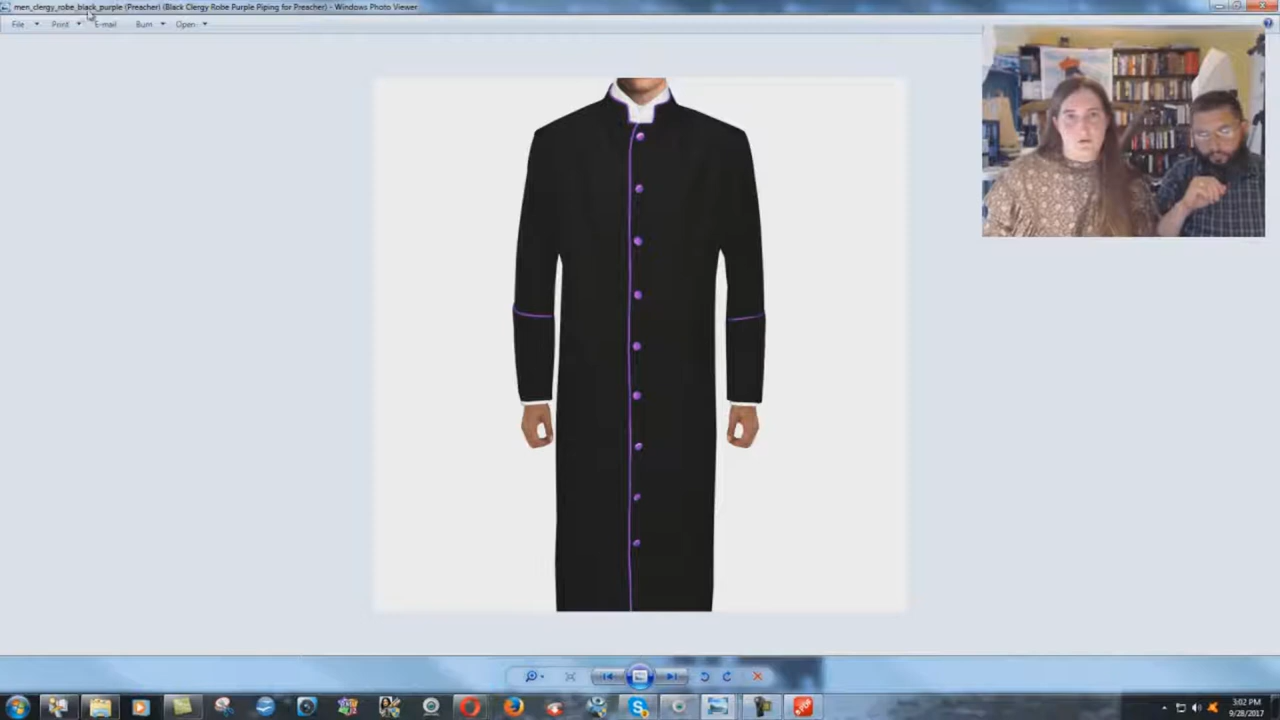 men_clergy_robe_black_purple (Preacher) (Black Clergy Robe Purple Piping for Preacher) - Windows Photo Viewer
File Print E-mail Burn Open
3:02 PM
9/28/2017